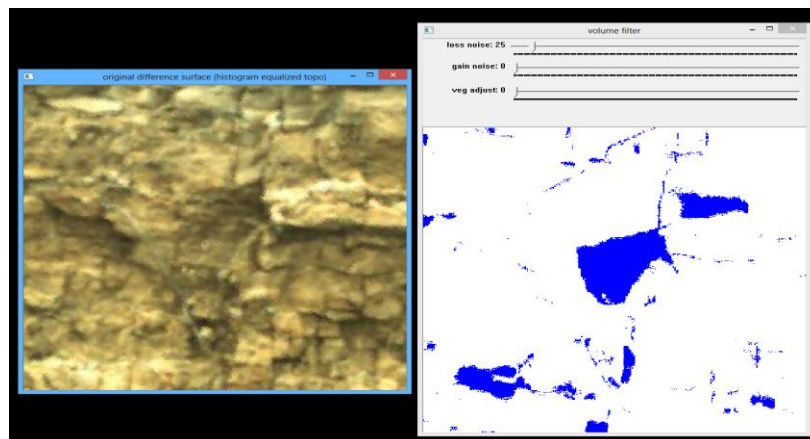 original difference surface (histogram equalized topo)
volume filter
loss noise: 25
gain noise: 0
veg adjust: 0